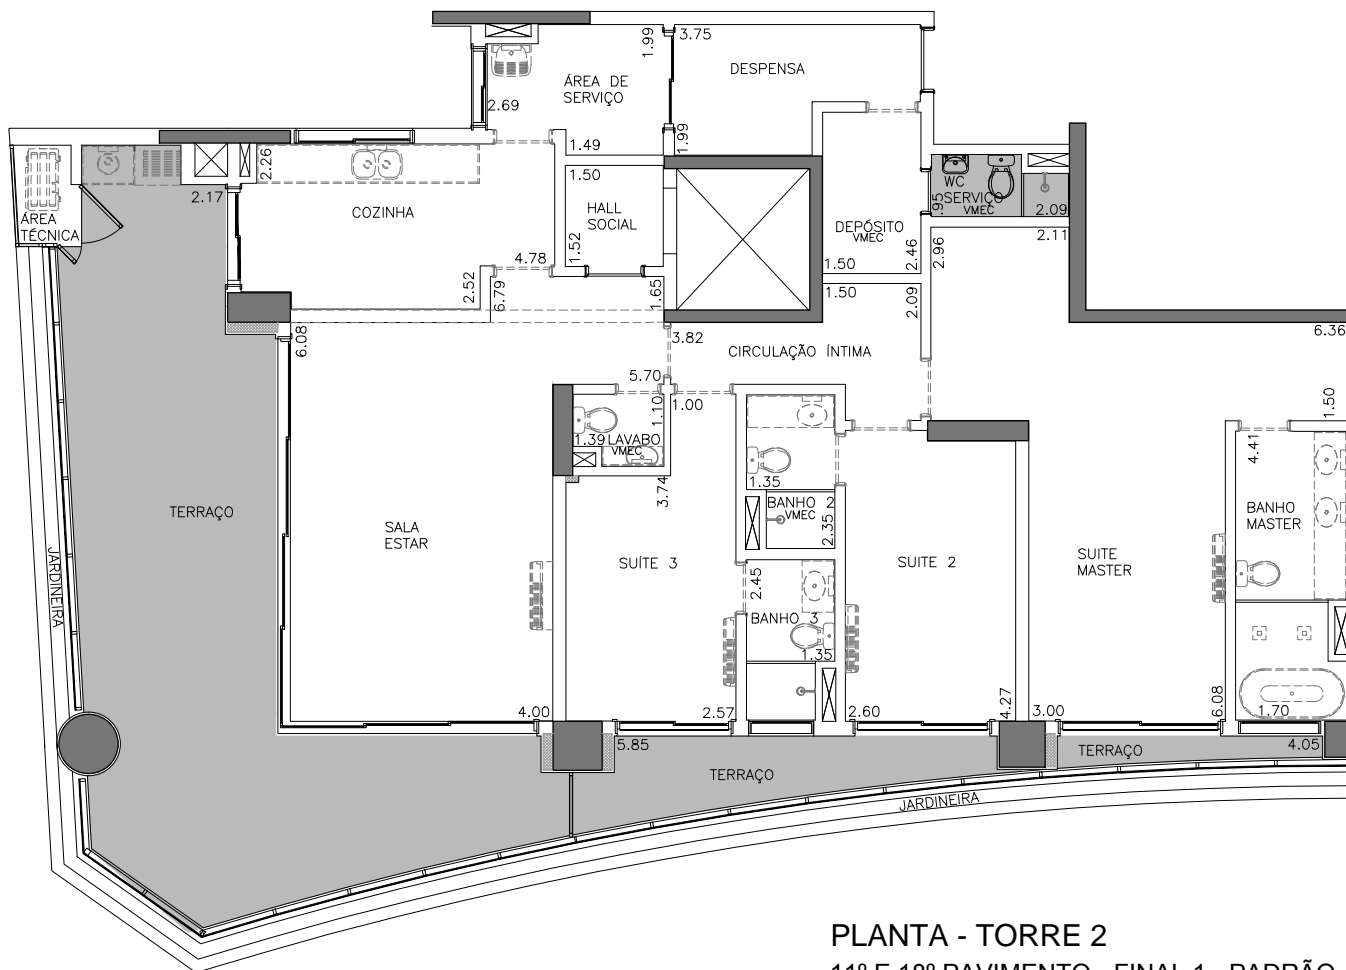 1.99
3.75
DESPENSA
ÁREA DE
SERVIÇO
2.69
1.49
1.99
2.26
1.50
2.17
COZINHA
HALL
SOCIAL
ÁREA
TÉCNICA
WC
SERVIÇO
VMEC
.95
2.09
2.11
DEPÓSITO
VMEC
2.46
2.96
1.50
1.50
2.09
4.78
1.52
2.52
6.79
1.65
6.08
3.82
CIRCULAÇÃO ÍNTIMA
6.36
5.70
1.10
1.00
1.50
1.39
LAVABO
VMEC
4.41
3.74
1.35
BANHO 2
VMEC
2.35
TERRAÇO
SALA
ESTAR
BANHO
MASTER
SUÍTE 3
SUITE 2
SUITE
MASTER
2.45
BANHO 3
1.35
JARDINEIRA
4.00
2.57
2.60
4.27
3.00
6.08
1.70
5.85
4.05
TERRAÇO
TERRAÇO
JARDINEIRA
PLANTA - TORRE 2